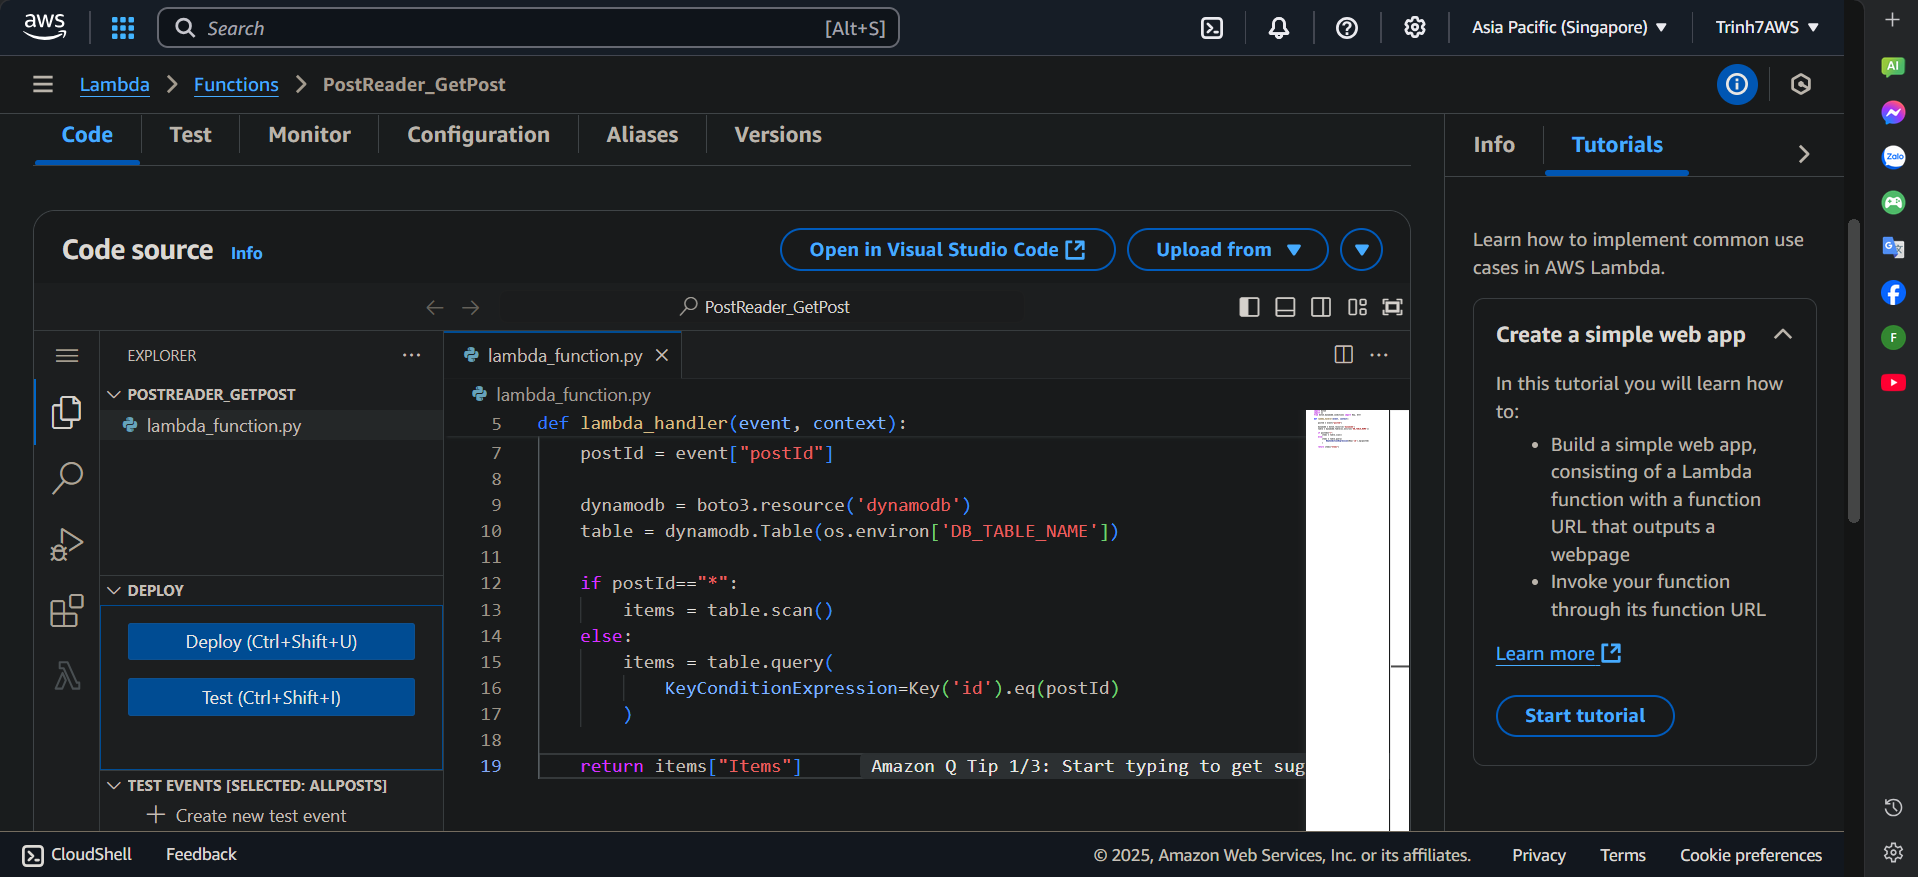 aws
Search
[Alt+S]
Asia Pacific (Singapore)
Trinh7AWS
Lambda
Functions
PostReader_GetPost
Code
Test
Monitor
Configuration
Aliases
Versions
Code source
Info
Open in Visual Studio Code
Upload from
PostReader_GetPost
EXPLORER
POSTREADER_GETPOST
lambda_function.py
DEPLOY
Deploy (Ctrl+Shift+U)
Test (Ctrl+Shift+I)
TEST EVENTS [SELECTED: ALLPOSTS]
Create new test event
lambda_function.py
lambda_function.py
5 def lambda_handler(event, context):
7 postId = event["postId"]
8
9 dynamodb = boto3.resource('dynamodb')
10 table = dynamodb.Table(os.environ['DB_TABLE_NAME'])
11
12 if postId=="*":
13 items = table.scan()
14 else:
15 items = table.query(
16 KeyConditionExpression=Key('id').eq(postId)
17 )
18
19 return items["Items"] Amazon Q Tip 1/3: Start typing to get sug
Info
Tutorials
Learn how to implement common use
cases in AWS Lambda.
Create a simple web app
In this tutorial you will learn how
to:
• Build a simple web app,
consisting of a Lambda
function with a function
URL that outputs a
webpage
• Invoke your function
through its function URL
Learn more
Start tutorial
AI
Zalo
G
F
CloudShell
Feedback
© 2025, Amazon Web Services, Inc. or its affiliates.
Privacy
Terms
Cookie preferences